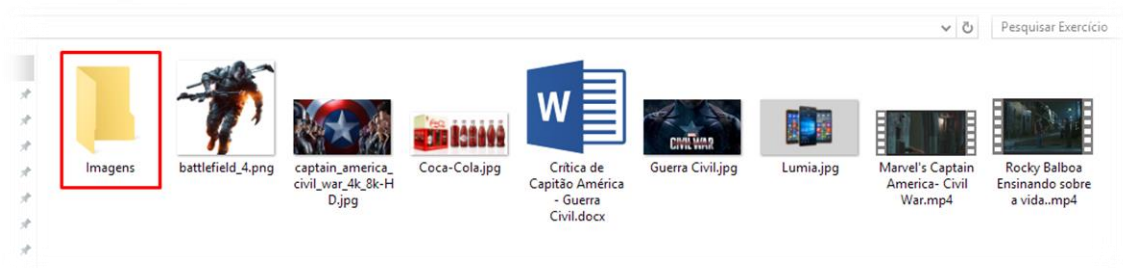 Pesquisar Exercício
Imagens
battlefield_4.png
captain_america_
civil_war_4k_8k-H
D.jpg
Coca-Cola.jpg
W
Crítica de
Capitão América
- Guerra
Civil.docx
CIVIL WAR
Guerra Civil.jpg
Lumia.jpg
Marvel's Captain
America- Civil
War.mp4
Rocky Balboa
Ensinando sobre
a vida..mp4